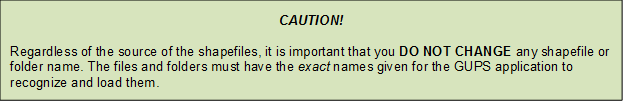 CAUTION!
Regardless of the source of the shapefiles, it is important that you DO NOT CHANGE any shapefile or
folder name. The files and folders must have the exact names given for the GUPS application to
recognize and load them.